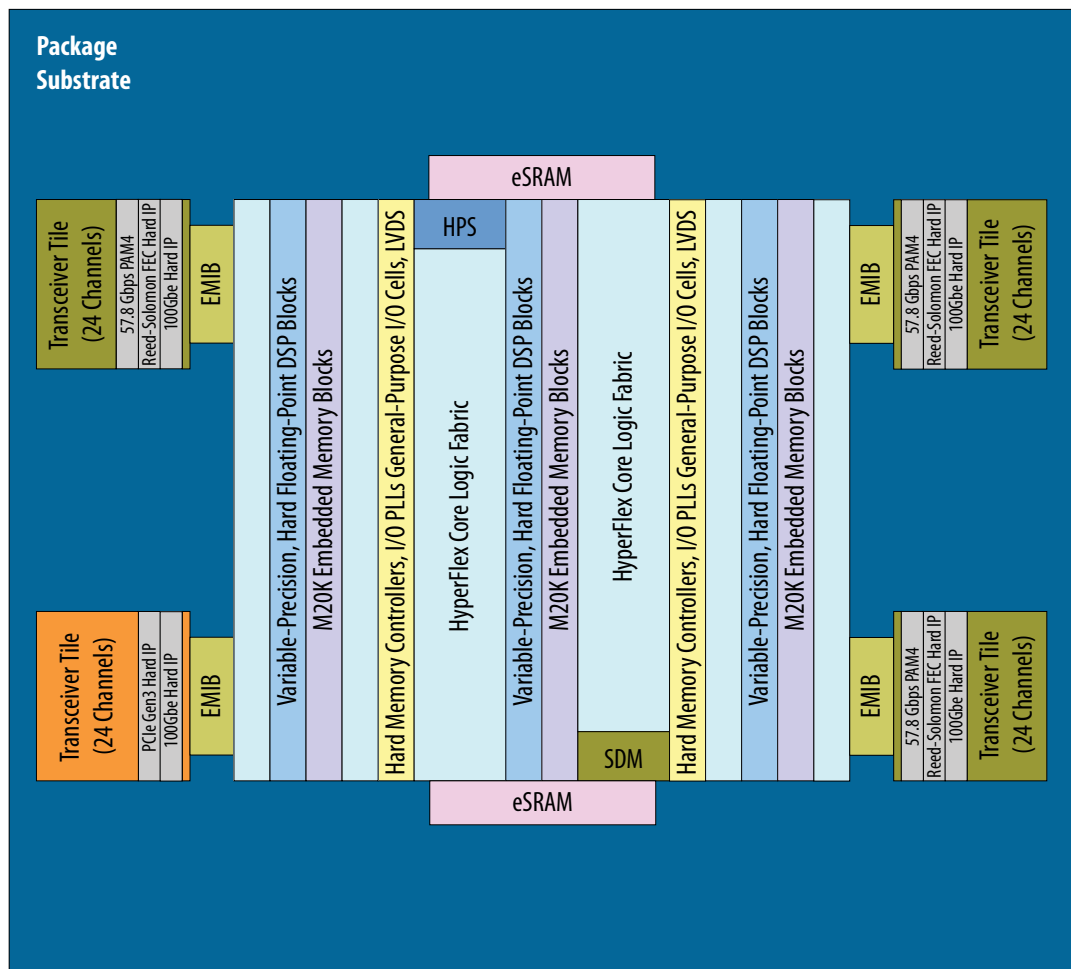 Package
Substrate
eSRAM
HPS
SDM
eSRAM
Transceiver Tile
(24 Channels)
57.8 Gbps PAM4
Reed-Solomon FEC Hard IP
100Gbe Hard IP
EMIB
Transceiver Tile
(24 Channels)
PCIe Gen3 Hard IP
100Gbe Hard IP
EMIB
Variable-Precision, Hard Floating-Point DSP Blocks
M20K Embedded Memory Blocks
Hard Memory Controllers, I/O PLLs General-Purpose I/O Cells, LVDS
HyperFlex Core Logic Fabric
Variable-Precision, Hard Floating-Point DSP Blocks
M20K Embedded Memory Blocks
HyperFlex Core Logic Fabric
Hard Memory Controllers, I/O PLLs General-Purpose I/O Cells, LVDS
Variable-Precision, Hard Floating-Point DSP Blocks
M20K Embedded Memory Blocks
EMIB
57.8 Gbps PAM4
Reed-Solomon FEC Hard IP
100Gbe Hard IP
Transceiver Tile
(24 Channels)
EMIB
57.8 Gbps PAM4
Reed-Solomon FEC Hard IP
100Gbe Hard IP
Transceiver Tile
(24 Channels)